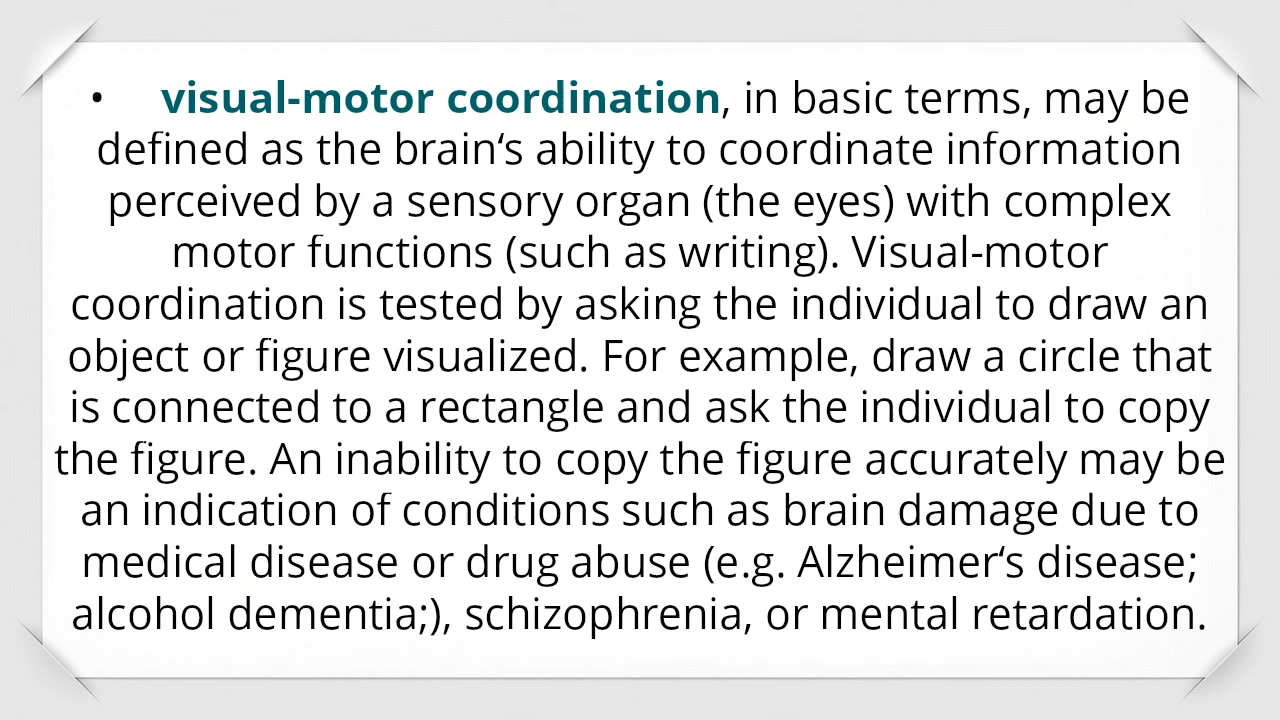 • visual-motor coordination, in basic terms, may be
defined as the brain‘s ability to coordinate information
perceived by a sensory organ (the eyes) with complex
motor functions (such as writing). Visual-motor
coordination is tested by asking the individual to draw an
object or figure visualized. For example, draw a circle that
is connected to a rectangle and ask the individual to copy
the figure. An inability to copy the figure accurately may be
an indication of conditions such as brain damage due to
medical disease or drug abuse (e.g. Alzheimer‘s disease;
alcohol dementia;), schizophrenia, or mental retardation.